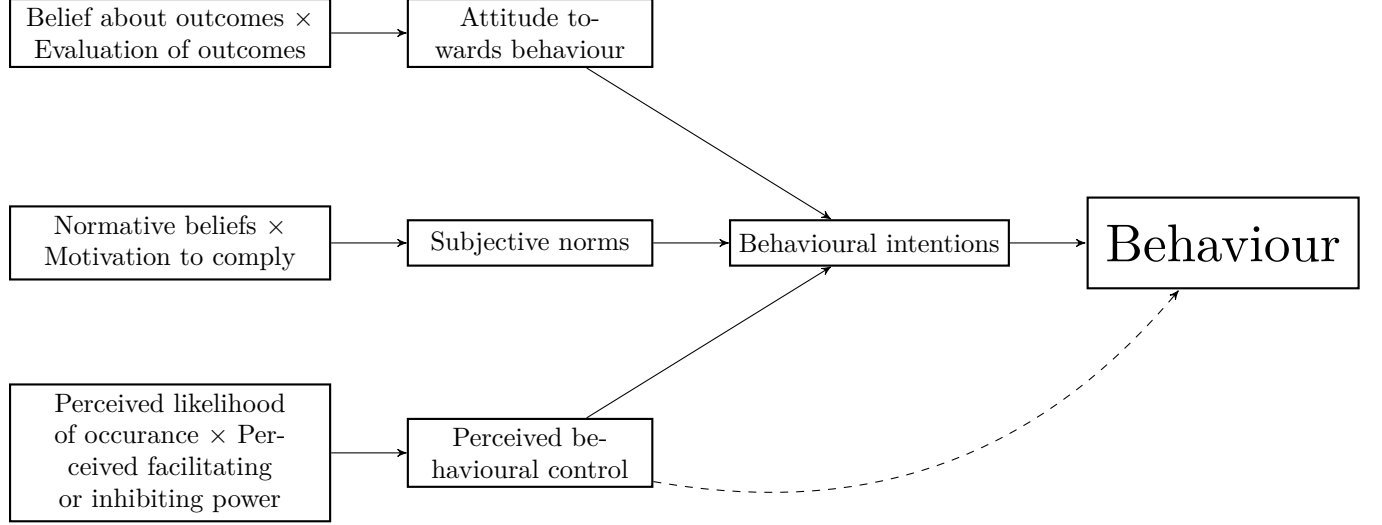 Belief about outcomes ×
Evaluation of outcomes
Attitude to-
wards behaviour
Normative beliefs ×
Motivation to comply
Subjective norms
Behavioural intentions
Behaviour
Perceived likelihood
of occurance × Per-
ceived facilitating
or inhibiting power
Perceived be-
havioural control